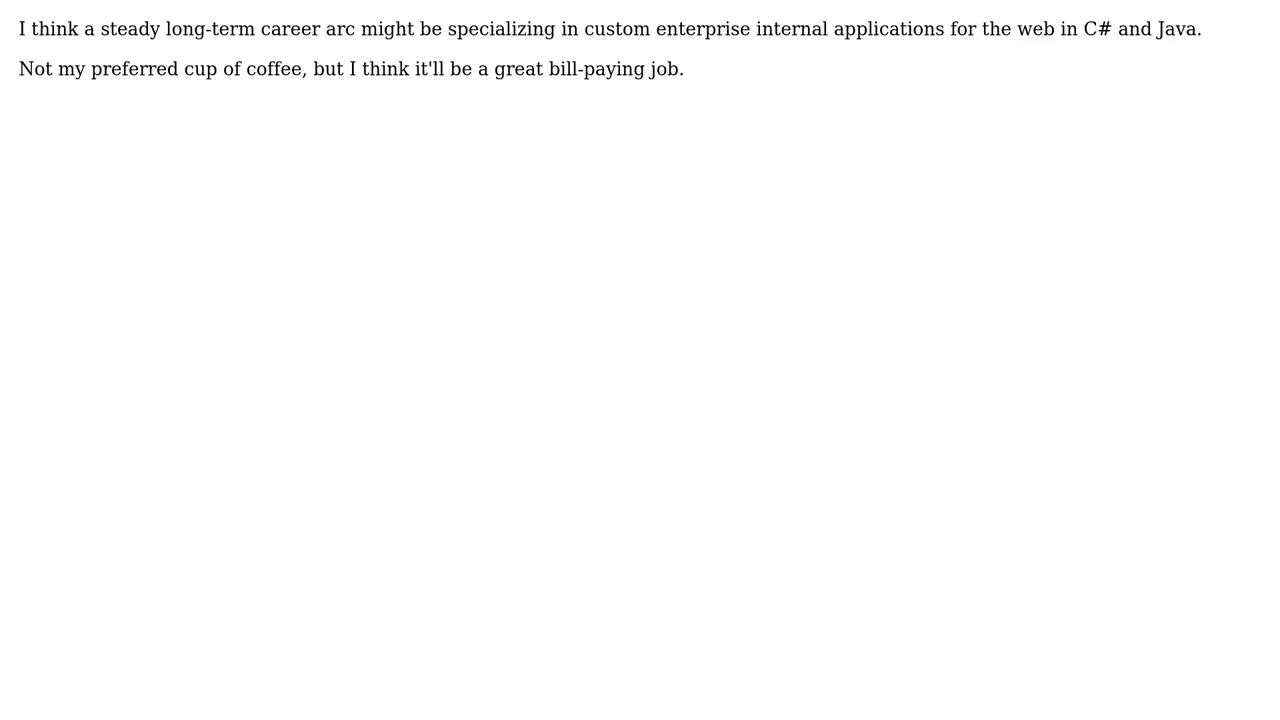 I think a steady long-term career arc might be specializing in custom enterprise internal applications for the web in C# and Java.
Not my preferred cup of coffee, but I think it'll be a great bill-paying job.